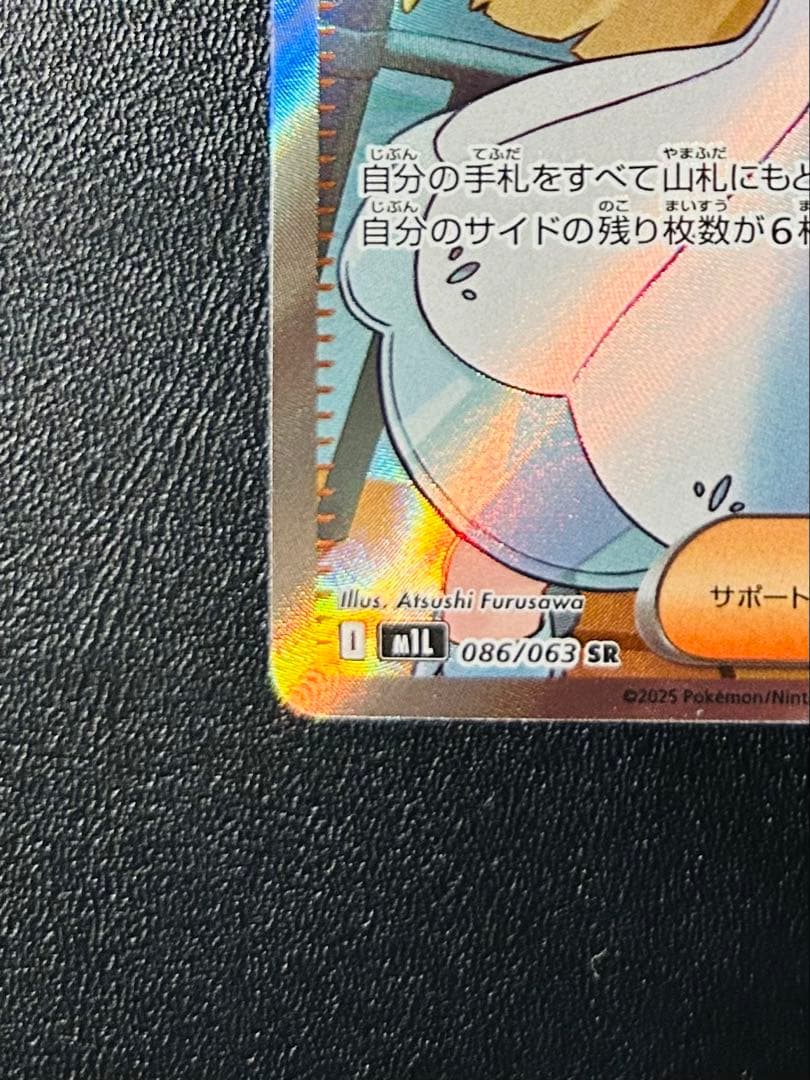 自分の手札をすべて山札にもど
自分のサイドの残り枚数が6枚
サポート
Illus. Atsushi Furusawa
I M1L 086/063 SR
©2025 Pokémon/Nint